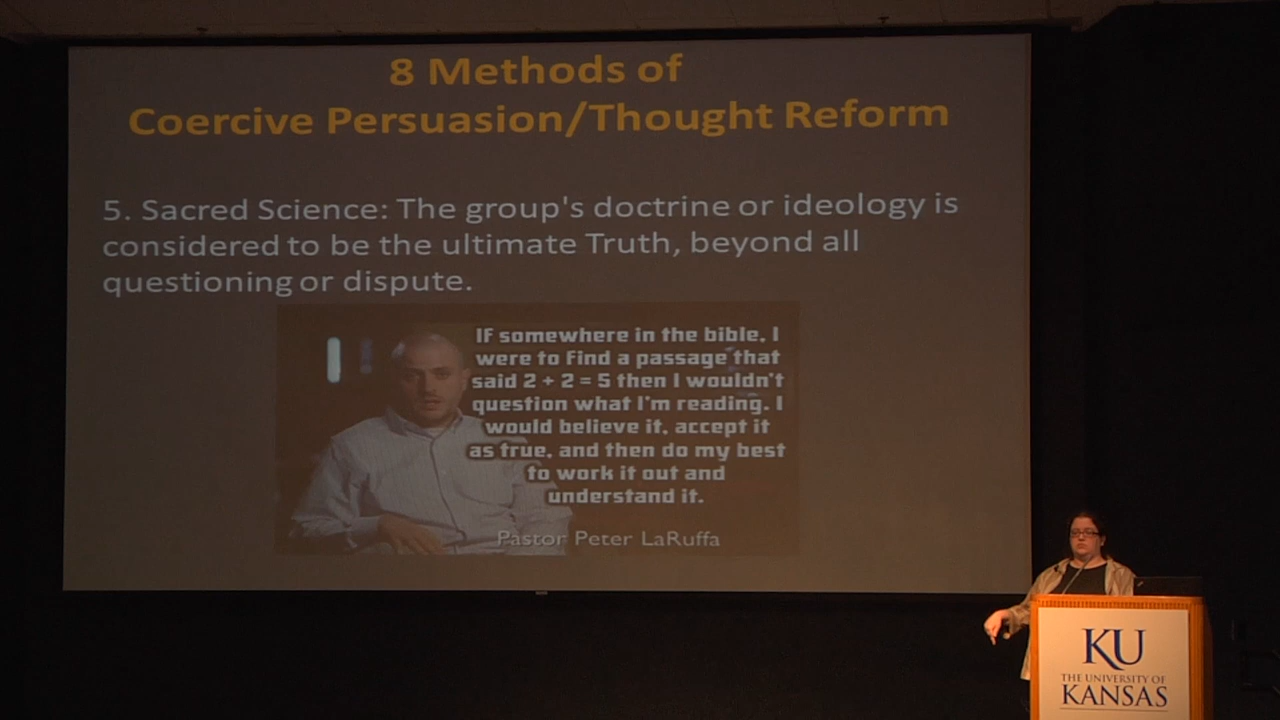 8 Methods of
Coercive Persuasion/Thought Reform
5. Sacred Science: The group's doctrine or ideology is
considered to be the ultimate Truth, beyond all
questioning or dispute.
If somewhere in the bible, I
were to find a passage that
said 2 + 2 = 5 then I wouldn't
question what I'm reading. I
would believe it, accept it
as true, and then do my best
to work it out and
understand it.
Pastor Peter LaRuffa
KU
THE UNIVERSITY OF
KANSAS